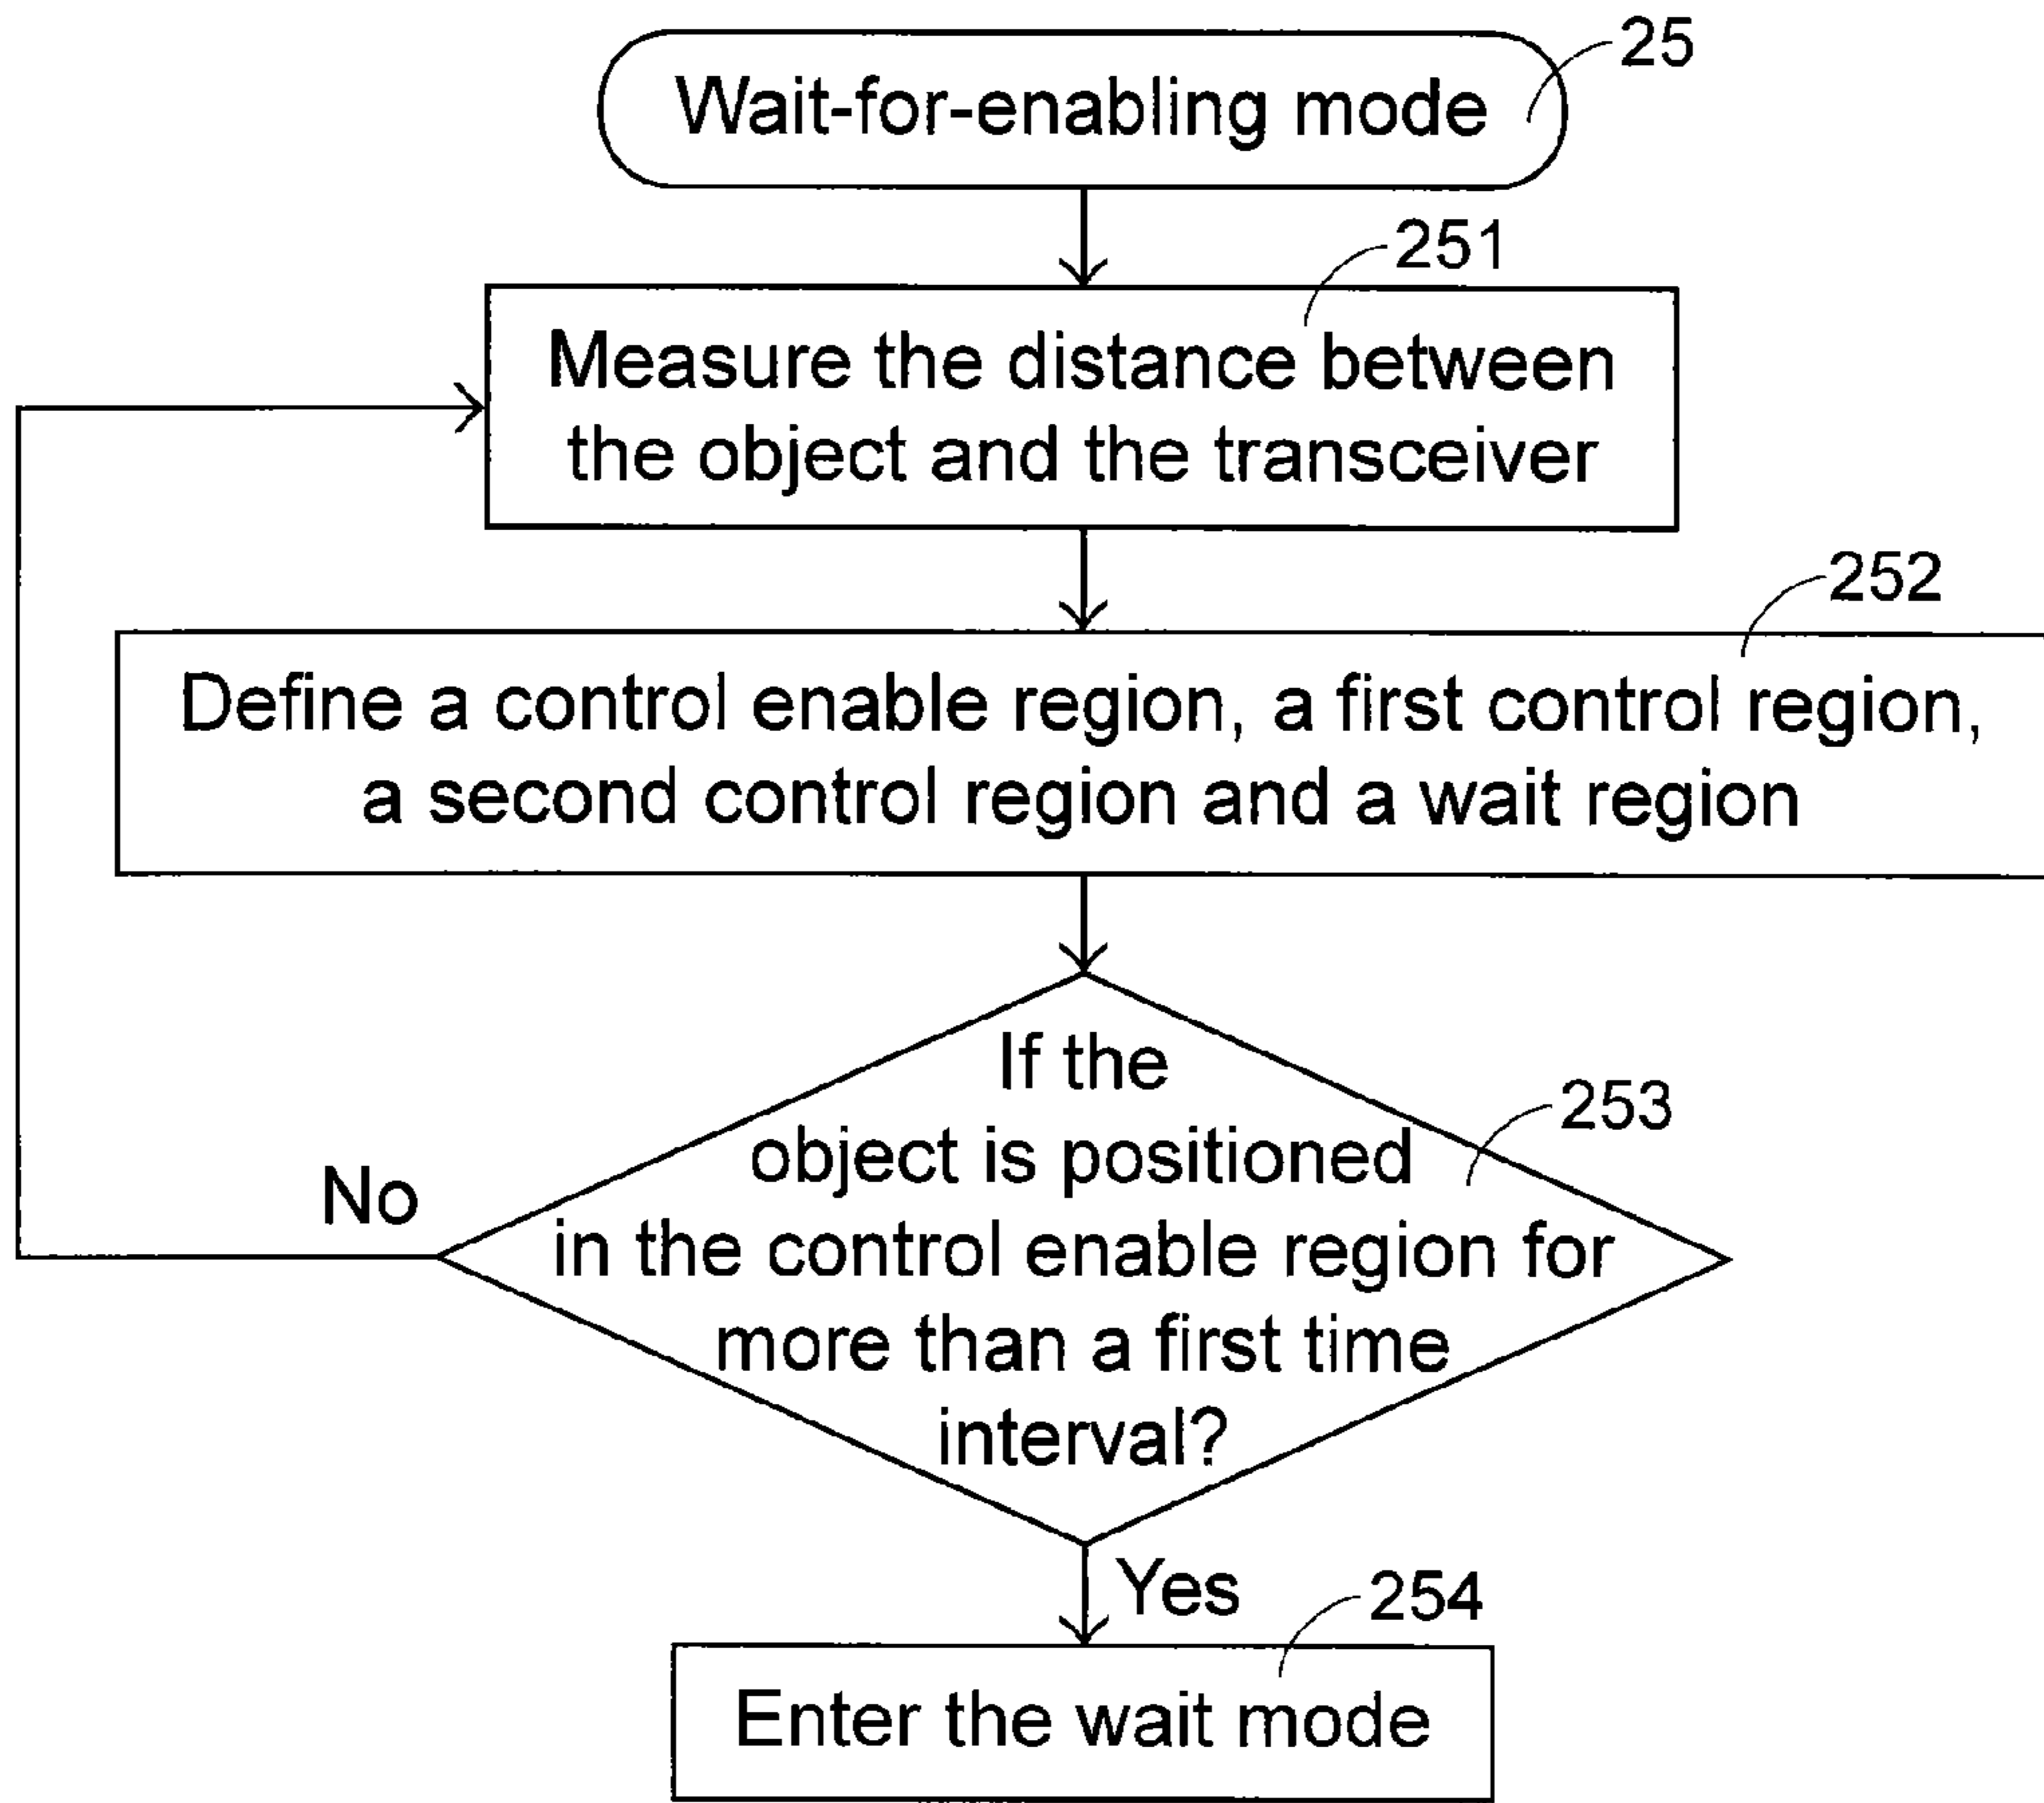 25
Wait-for-enabling mode
251
Measure the distance between
the object and the transceiver
252
Define a control enable region, a first control region,
a second control region and a wait region
If the
253
object is positioned
No
in the control enable region for
more than a first time
interval?
Yes
254
Enter the wait mode